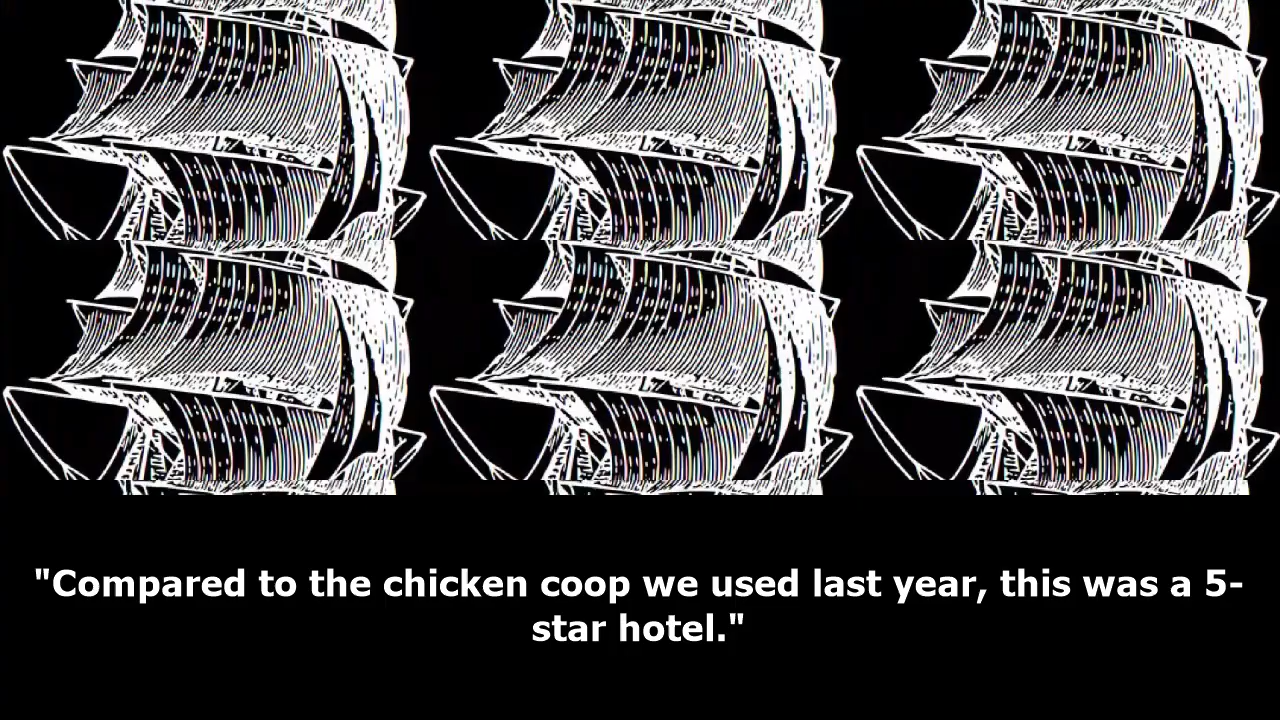 "Compared to the chicken coop we used last year, this was a 5-
star hotel."